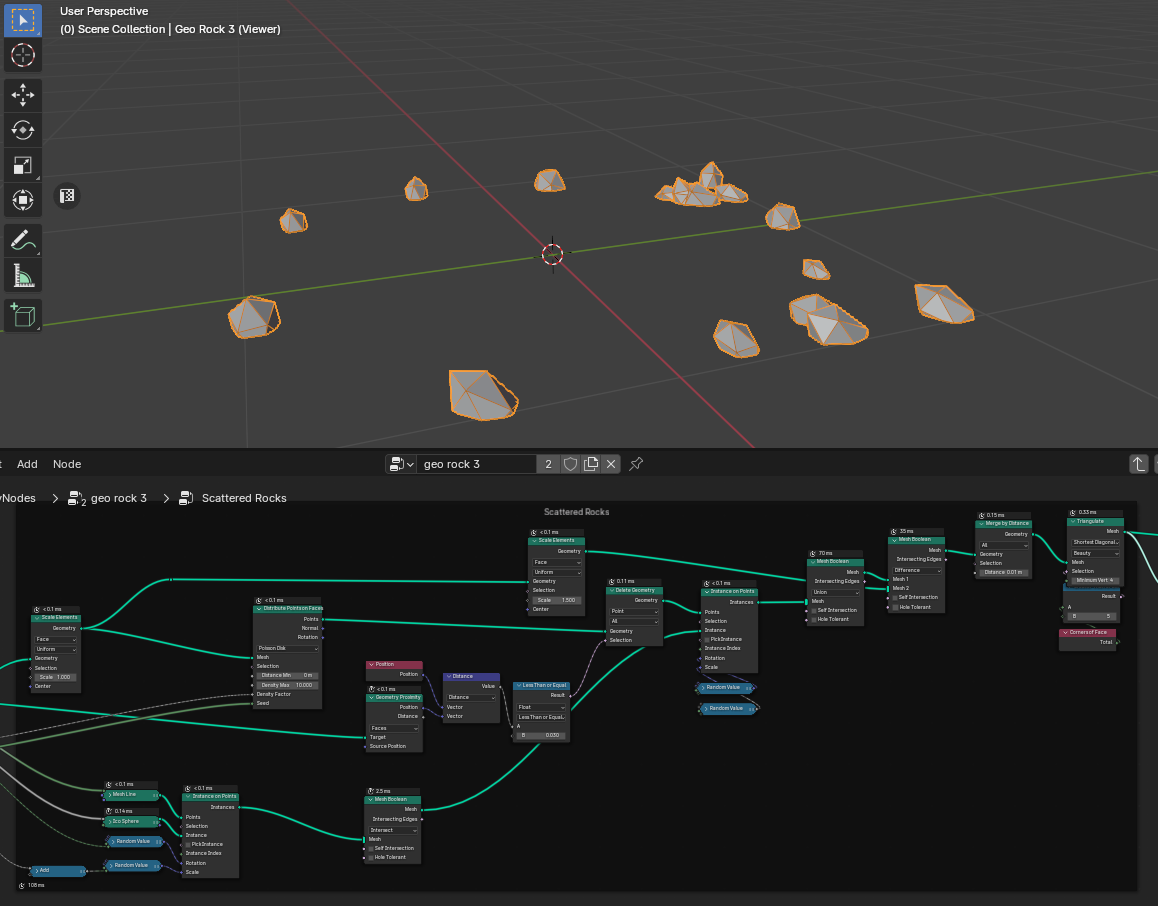 User Perspective
(0) Scene Collection | Geo Rock 3 (Viewer)
Add Node
geo rock 3
2
yNodes
2 geo rock 3
Scattered Rocks
Scattered Rocks
< 0.1 ms
Scale Elements
Geometry
Face
Uniform
Geometry
Selection
Scale 1.000
Center
< 0.1 ms
Distribute Points on Faces
Points
Normal
Rotation
Poisson Disk
Mesh
Selection
Distance Min 0 m
Density Max 10.000
Density Factor
Seed
Position
Position
< 0.1 ms
Geometry Proximity
Position
Distance
Faces
Target
Source Position
Distance
Value
Distance
Vector
Vector
Less Than or Equal
Result
Float
Less Than or Equal
A
B 0.030
< 0.1 ms
Scale Elements
Geometry
Face
Uniform
Geometry
Selection
Scale 1.500
Center
0.11 ms
Delete Geometry
Geometry
Point
All
Geometry
Selection
< 0.1 ms
Instance on Points
Instances
Points
Selection
Instance
Pick Instance
Instance Index
Rotation
Scale
Random Value
Random Value
70 ms
Mesh Boolean
Mesh
Intersecting Edges
Union
Mesh
Self Intersection
Hole Tolerant
35 ms
Mesh Boolean
Mesh
Intersecting Edges
Difference
Mesh 1
Mesh 2
Self Intersection
Hole Tolerant
0.15 ms
Merge by Distance
Geometry
All
Geometry
Selection
Distance 0.01 m
0.33 ms
Triangulate
Mesh
Shortest Diagonal
Beauty
Mesh
Selection
Minimum Vert 4
Result
A
B 5
Corners of Face
Total
< 0.1 ms
Mesh Line
0.14 ms
Ico Sphere
Random Value
Random Value
Add
< 0.1 ms
Instance on Points
Instances
Points
Selection
Instance
Pick Instance
Instance Index
Rotation
Scale
2.5 ms
Mesh Boolean
Mesh
Intersecting Edges
Intersect
Mesh
Self Intersection
Hole Tolerant
108 ms